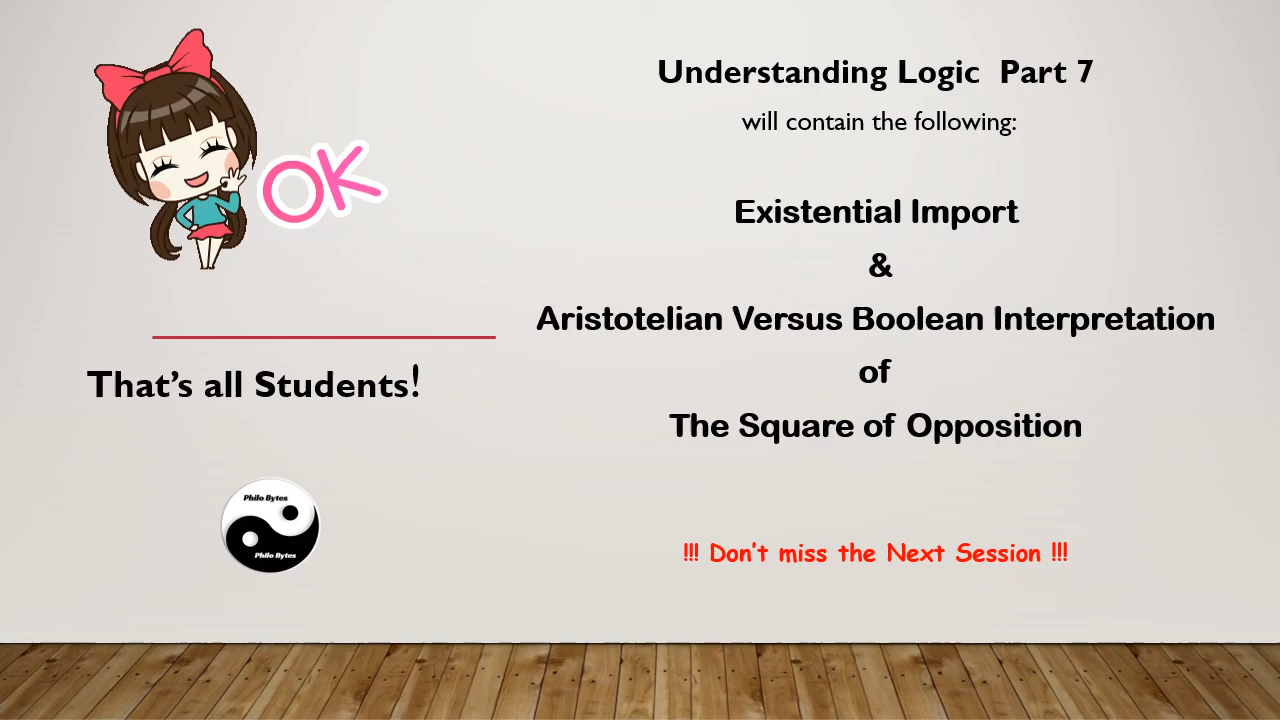 OK
That’s all Students!
Philo Bytes
Philo Bytes
Understanding Logic  Part 7
will contain the following:
Existential Import
&
Aristotelian Versus Boolean Interpretation
of
The Square of Opposition
!!! Don’t miss the Next Session !!!